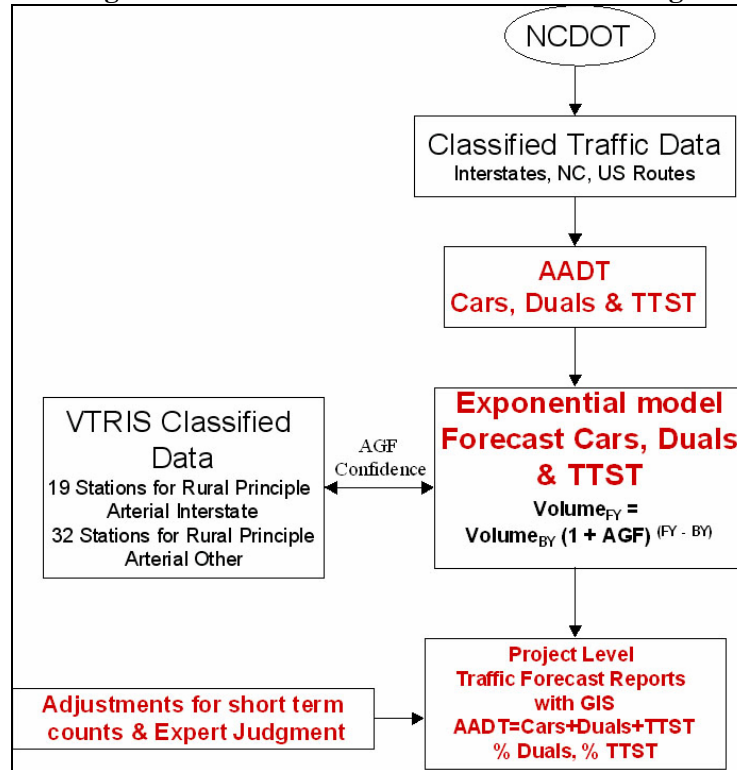 NCDOT
Classified Traffic Data
Interstates, NC, US Routes
AADT
Cars, Duals & TTST
Exponential model
Forecast Cars, Duals
& TTST
Volume_FY =
Volume_BY (1 + AGF) (FY - BY)
VTRIS Classified
Data
19 Stations for Rural Principle
Arterial Interstate
32 Stations for Rural Principle
Arterial Other
AGF
Confidence
Project Level
Traffic Forecast Reports
with GIS
AADT=Cars+Duals+TTST
% Duals, % TTST
Adjustments for short term
counts & Expert Judgment